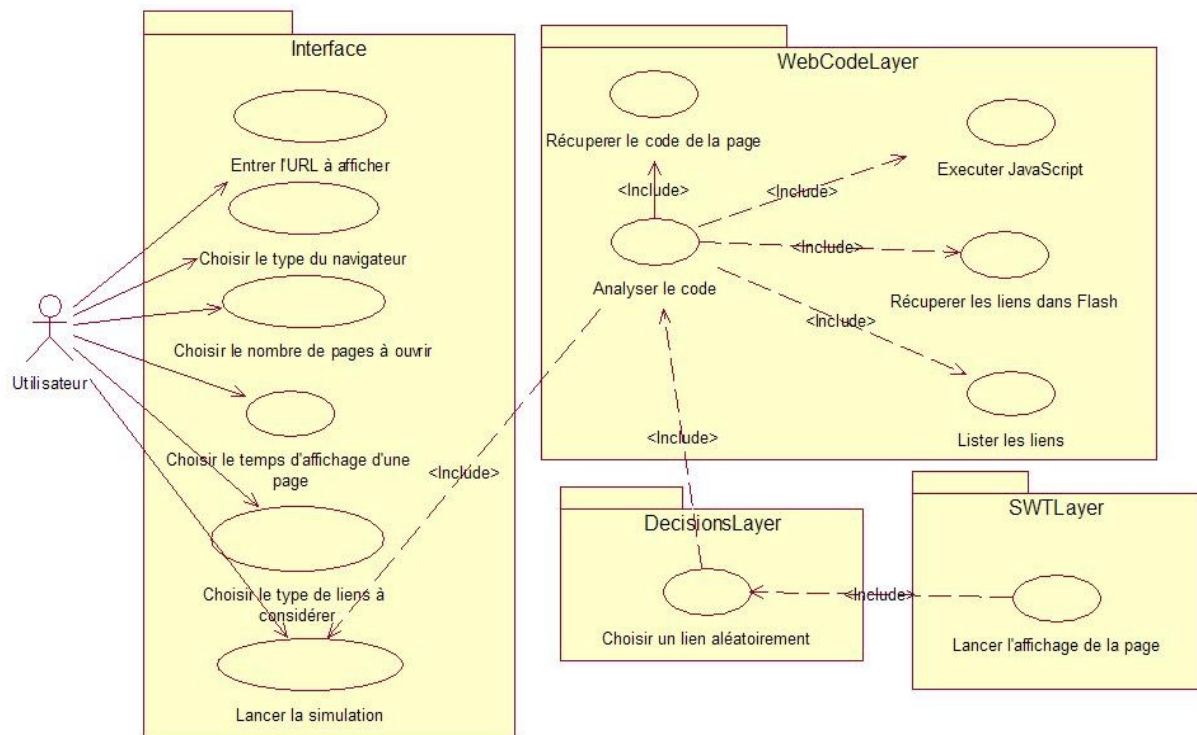 Interface
Entrer l'URL à afficher
Choisir le type du navigateur
Choisir le nombre de pages à ouvrir
Utilisateur
Choisir le temps d'affichage d'une
page
<Include>
Choisir le type de liens à
considérer
Lancer la simulation
WebCodeLayer
Récuperer le code de la page
Executer JavaScript
<Include>
<Include>
<Include>
Analyser le code
Récuperer les liens dans Flash
<Include>
Lister les liens
<Include>
DecisionsLayer
Choisir un lien aléatoirement
<Include>
SWTLayer
Lancer l'affichage de la page